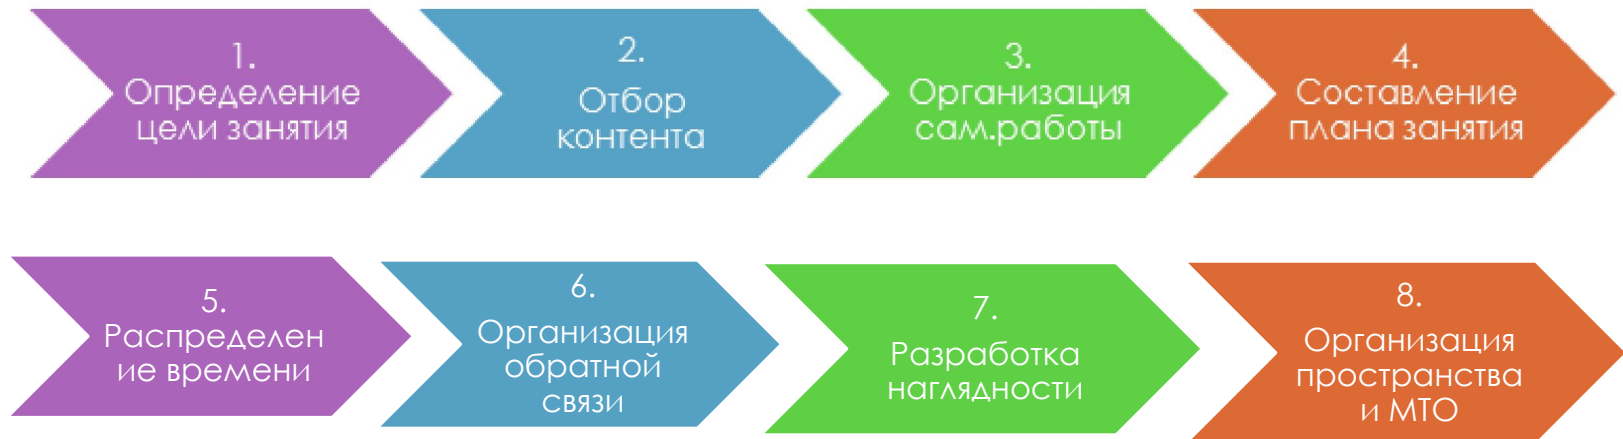 1.
Определение
цели занятия
2.
Отбор
контента
3.
Организация
сам.работы
4.
Составление
плана занятия
5.
Распределен
ие времени
6.
Организация
обратной
связи
7.
Разработка
наглядности
8.
Организация
пространства
и МТО